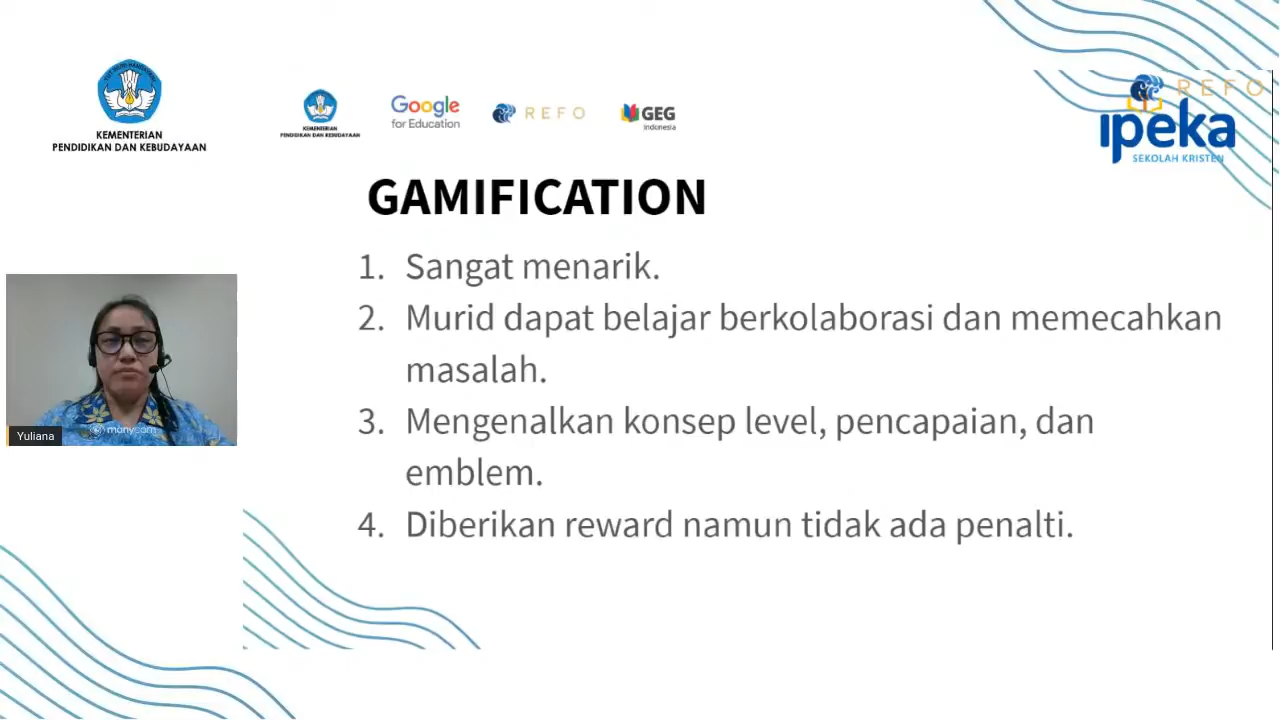 KEMENTERIAN
PENDIDIKAN DAN KEBUDAYAAN
KEMENTERIAN
PENDIDIKAN DAN KEBUDAYAAN
Google
for Education
REFO
GEG
Indonesia
REFO
ipeka
SEKOLAH KRISTEN
GAMIFICATION
1. Sangat menarik.
2. Murid dapat belajar berkolaborasi dan memecahkan
masalah.
3. Mengenalkan konsep level, pencapaian, dan
emblem.
4. Diberikan reward namun tidak ada penalti.
manycam
Yuliana